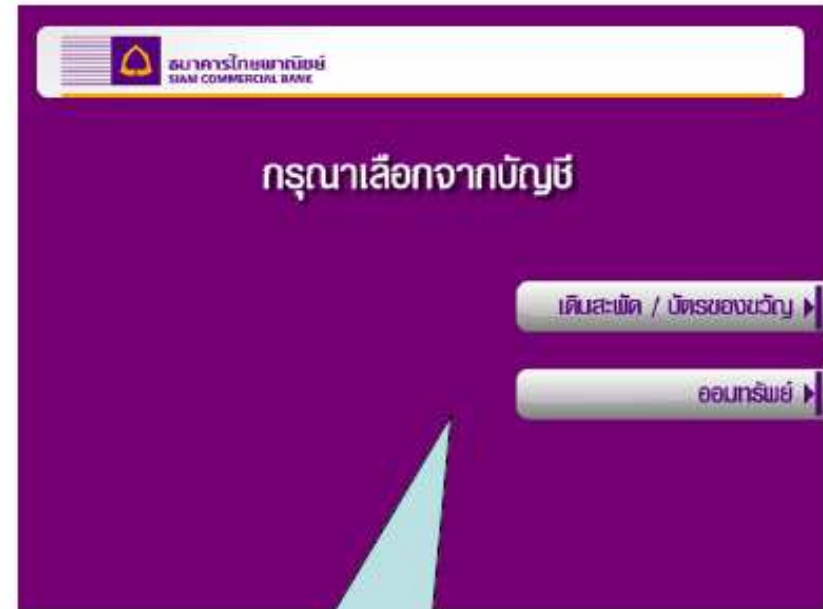 ธนาคารไทยพาณิชย์
SIAM COMMERCIAL BANK
กรุณาเลือกจากบัญชี
เดินสะพัด / บัตรของขวัญ
ออมทรัพย์